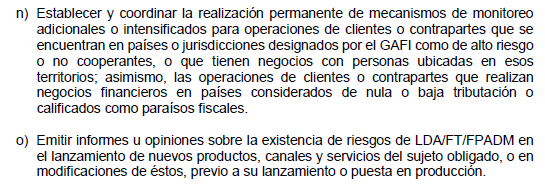 n) Establecer y coordinar la realización permanente de mecanismos de monitoreo
adicionales o intensificados para operaciones de clientes o contrapartes que se
encuentran en países o jurisdicciones designados por el GAFI como de alto riesgo
o no cooperantes, o que tienen negocios con personas ubicadas en esos
territorios; asimismo, las operaciones de clientes o contrapartes que realizan
negocios financieros en países considerados de nula o baja tributación o
calificados como paraísos fiscales.
o) Emitir informes u opiniones sobre la existencia de riesgos de LDA/FT/FPADM en
el lanzamiento de nuevos productos, canales y servicios del sujeto obligado, o en
modificaciones de éstos, previo a su lanzamiento o puesta en producción.